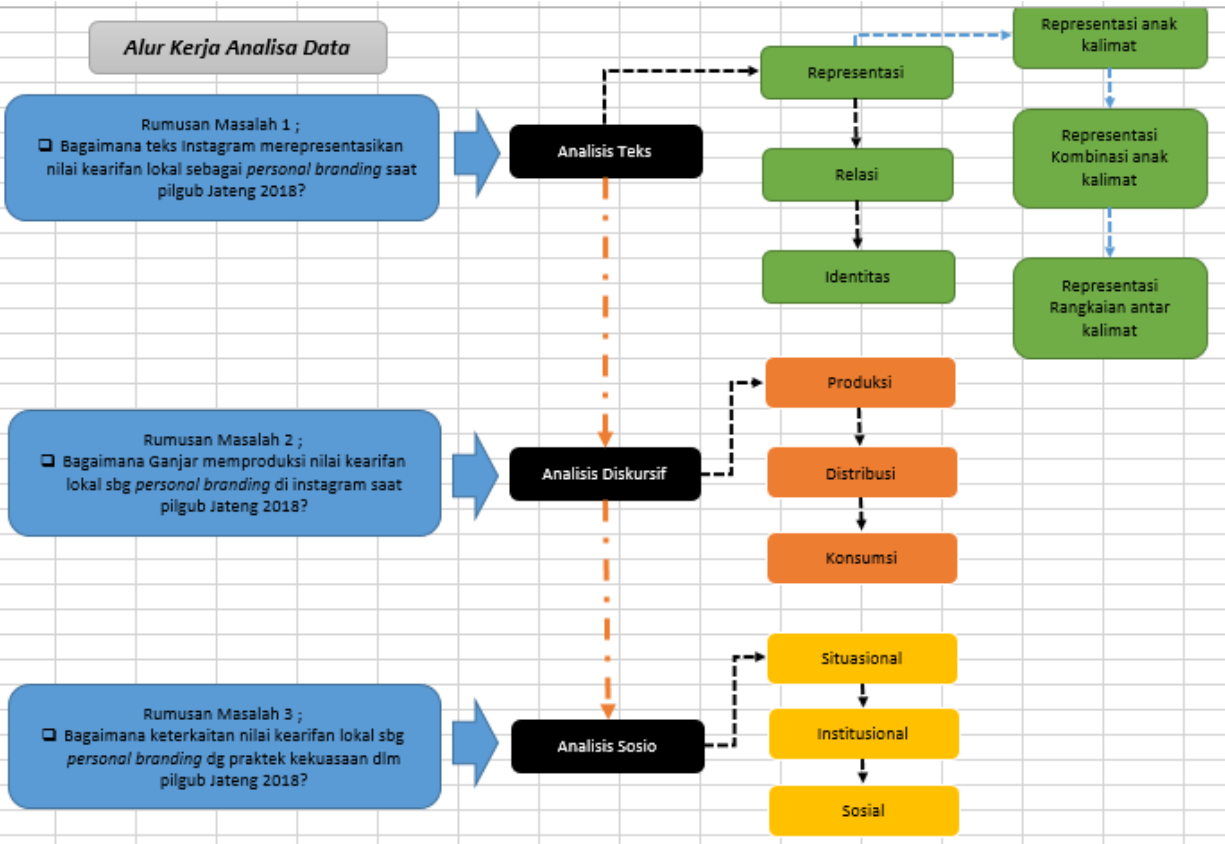 Alur Kerja Analisa Data
Rumusan Masalah 1 ;
❑ Bagaimana teks Instagram merepresentasikan
nilai kearifan lokal sebagai personal branding saat
pilgub Jateng 2018?
Analisis Teks
Representasi
Relasi
Identitas
Representasi anak
kalimat
Representasi
Kombinasi anak
kalimat
Representasi
Rangkaian antar
kalimat
Rumusan Masalah 2 ;
❑ Bagaimana Ganjar memproduksi nilai kearifan
lokal sbg personal branding di instagram saat
pilgub Jateng 2018?
Analisis Diskursif
Produksi
Distribusi
Konsumsi
Rumusan Masalah 3 ;
❑ Bagaimana keterkaitan nilai kearifan lokal sbg
personal branding dg praktek kekuasaan dlm
pilgub Jateng 2018?
Analisis Sosio
Situasional
Institusional
Sosial